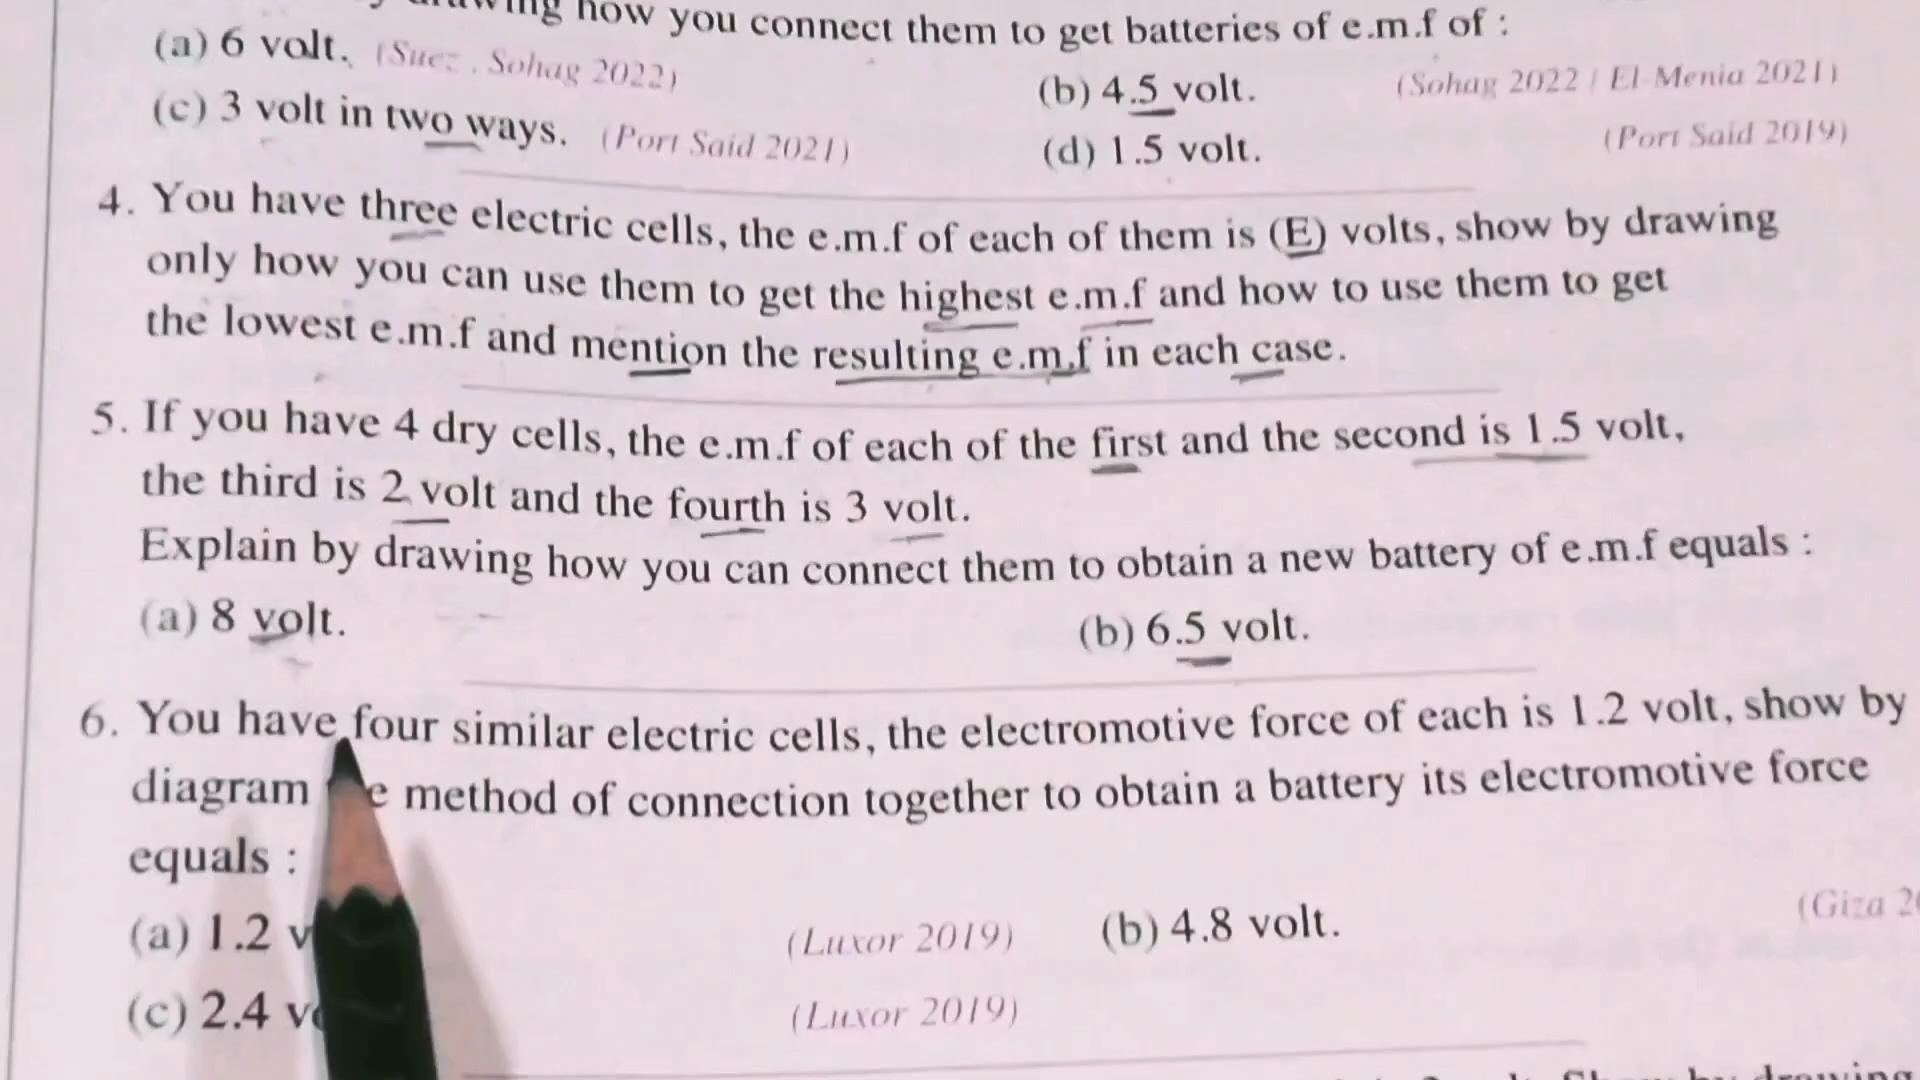 how you connect them to get batteries of e.m.f of :
(a) 6 volt. (Suez , Sohag 2022)
(b) 4.5 volt. (Sohag 2022 / El-Menia 2021)
(c) 3 volt in two ways. (Port Said 2021)
(d) 1.5 volt. (Port Said 2019)
4. You have three electric cells, the e.m.f of each of them is (E) volts, show by drawing
only how you can use them to get the highest e.m.f and how to use them to get
the lowest e.m.f and mention the resulting e.m.f in each case.
5. If you have 4 dry cells, the e.m.f of each of the first and the second is 1.5 volt,
the third is 2 volt and the fourth is 3 volt.
Explain by drawing how you can connect them to obtain a new battery of e.m.f equals :
(a) 8 volt.
(b) 6.5 volt.
6. You have four similar electric cells, the electromotive force of each is 1.2 volt, show by
diagram method of connection together to obtain a battery its electromotive force
equals :
(a) 1.2 (Luxor 2019)
(b) 4.8 volt. (Giza
(c) 2.4 (Luxor 2019)